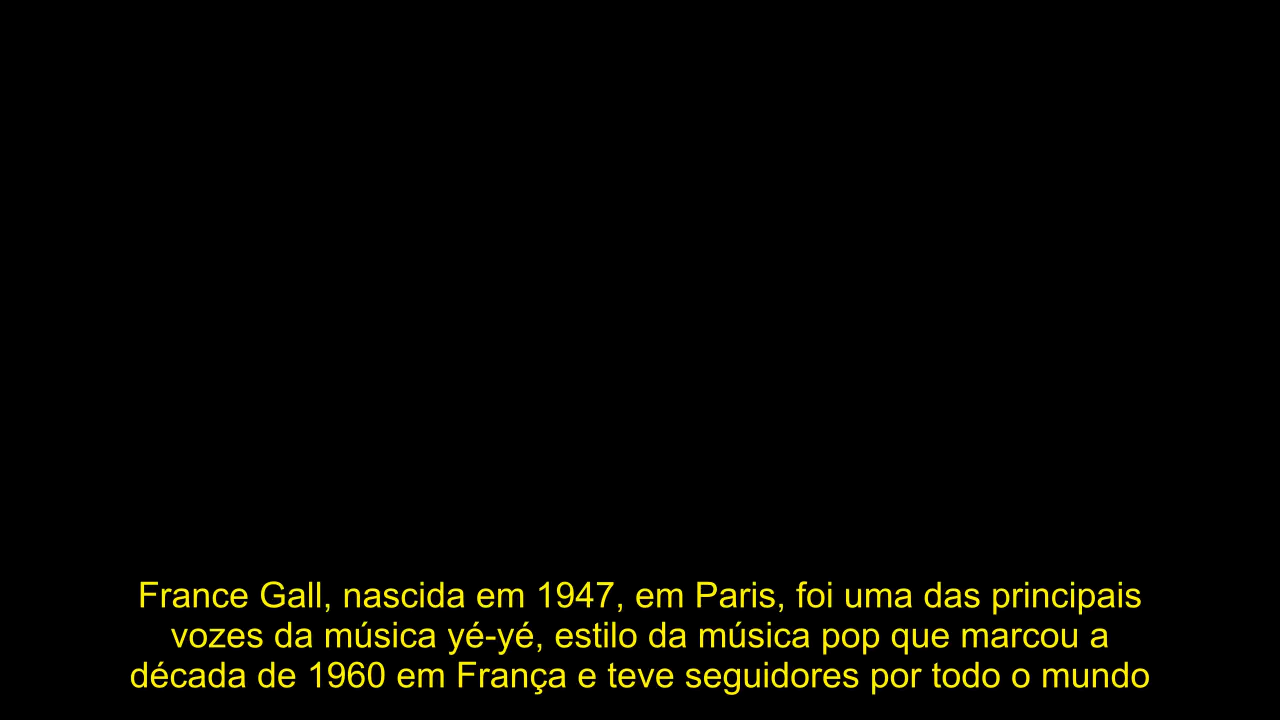 France Gall, nascida em 1947, em Paris, foi uma das principais
vozes da música yé-yé, estilo da música pop que marcou a
década de 1960 em França e teve seguidores por todo o mundo